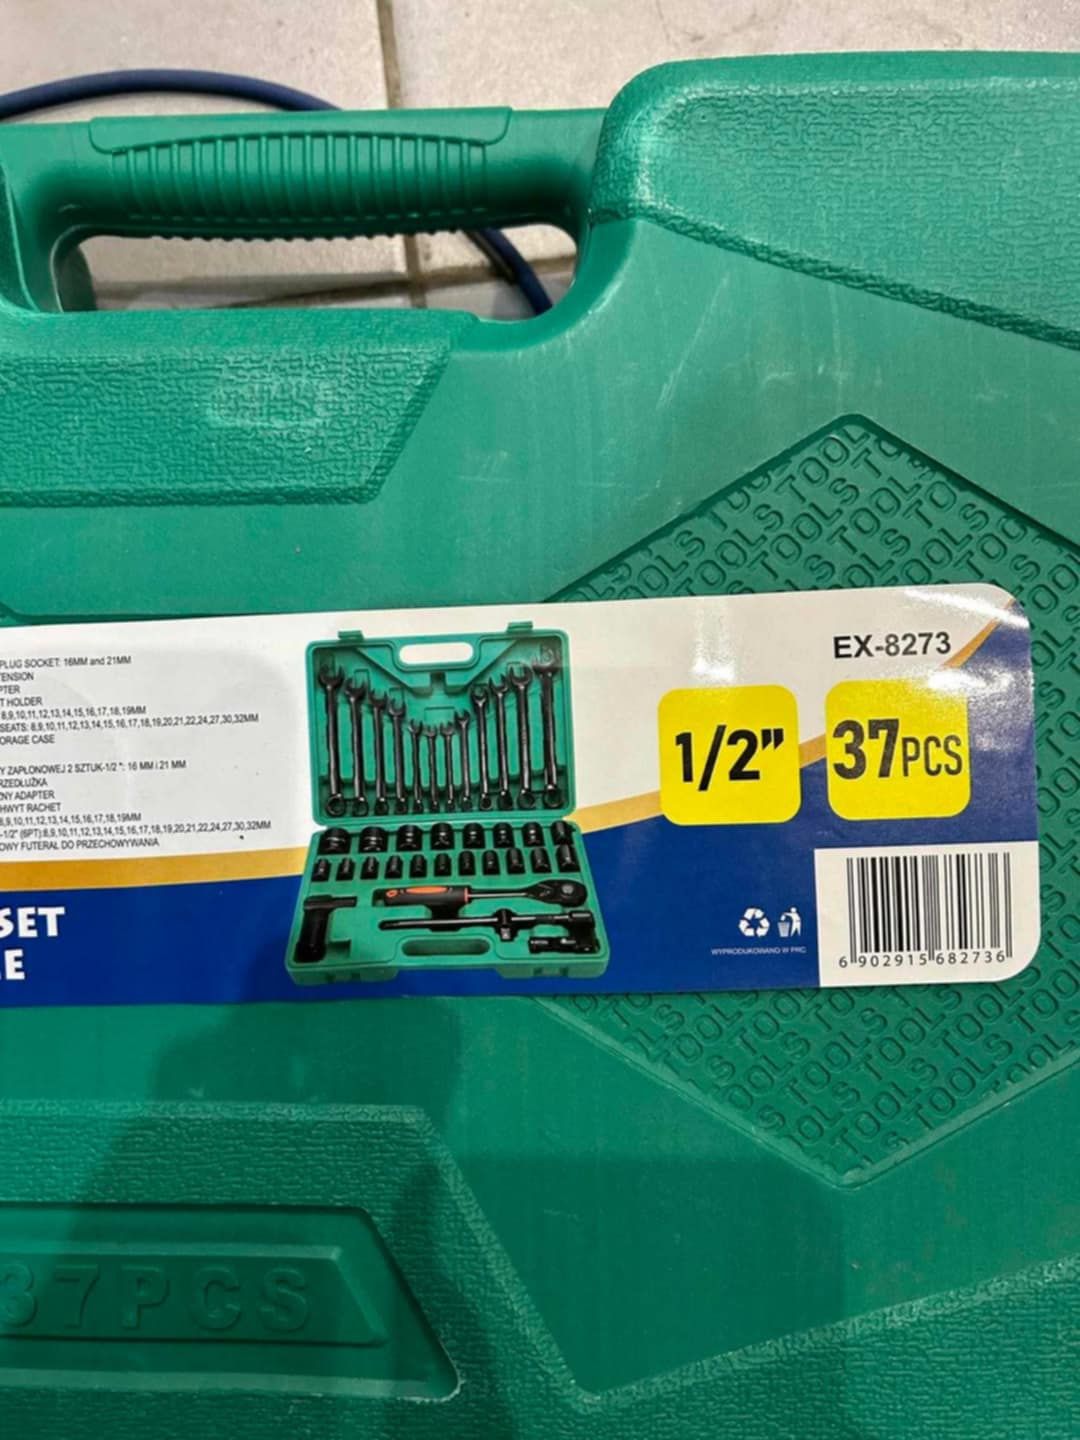 EX-8273
1/2"
37PCS
PLUG SOCKET: 16MM and 21MM
TENSION
PTER
T HOLDER
8,9,10,11,12,13,14,15,16,17,18,19MM
SEATS: 8,9,10,11,12,13,14,15,16,17,18,19,20,21,22,24,27,30,32MM
ORAGE CASE
Y ZAPŁONOWEJ 2 SZTUK-1/2 ": 16 MM i 21 MM
RZEDŁUŻKA
ZNY ADAPTER
HWYT RACHET
8,9,10,11,12,13,14,15,16,17,18,19MM
-1/2" (6PT):8,9,10,11,12,13,14,15,16,17,18,19,20,21,22,24,27,30,32MM
OWY FUTERAŁ DO PRZECHOWYWANIA
SET
E
WYPRODUKOWANO W PRC
6 902915 682736
TOOLS TOOLS TOOLS
37PCS